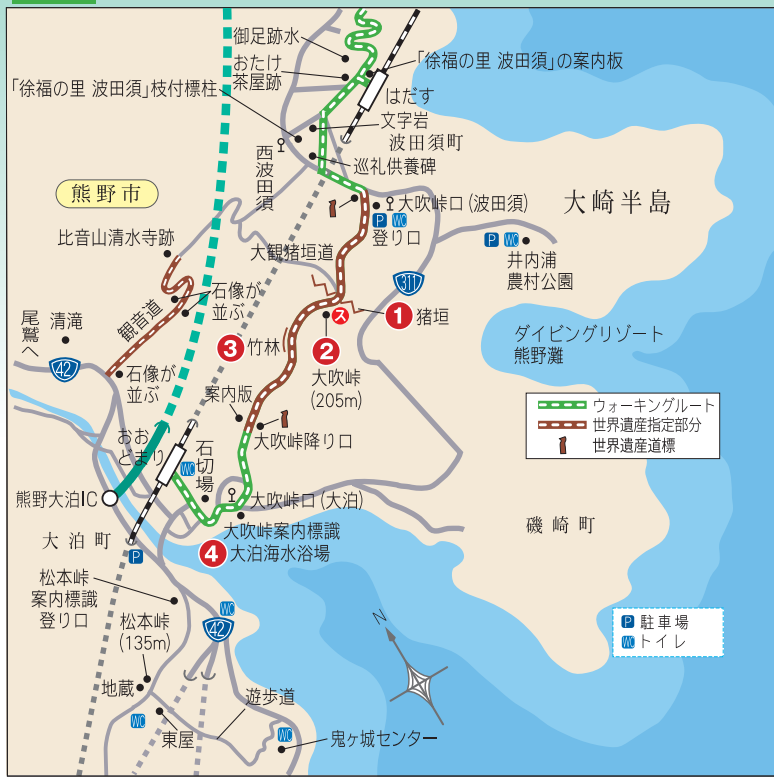 御足跡水
おたけ
茶屋跡
「徐福の里 波田須」の案内板
はだす
「徐福の里 波田須」枝付標柱
文字岩
波田須町
西波田須
巡礼供養碑
熊野市
大吹峠口(波田須)
P WC
登り口
大崎半島
比音山清水寺跡
大観猪垣道
P WC
井内浦
農村公園
311
石像が
並ぶ
観音道
尾鷲へ
清滝
42
石像が
並ぶ
ス
1 猪垣
3 竹林
2
大吹峠
(205m)
ダイビングリゾート
熊野灘
案内版
大吹峠降り口
ウォーキングルート
世界遺産指定部分
世界遺産道標
おお
どまり
WC
石切場
熊野大泊IC
大吹峠口(大泊)
大吹峠案内標識
4 大泊海水浴場
大泊町
P
磯崎町
松本峠
案内標識
登り口
WC
42
松本峠
(135m)
N
P 駐車場
WC トイレ
地蔵
遊歩道
WC
東屋
WC
鬼ヶ城センター